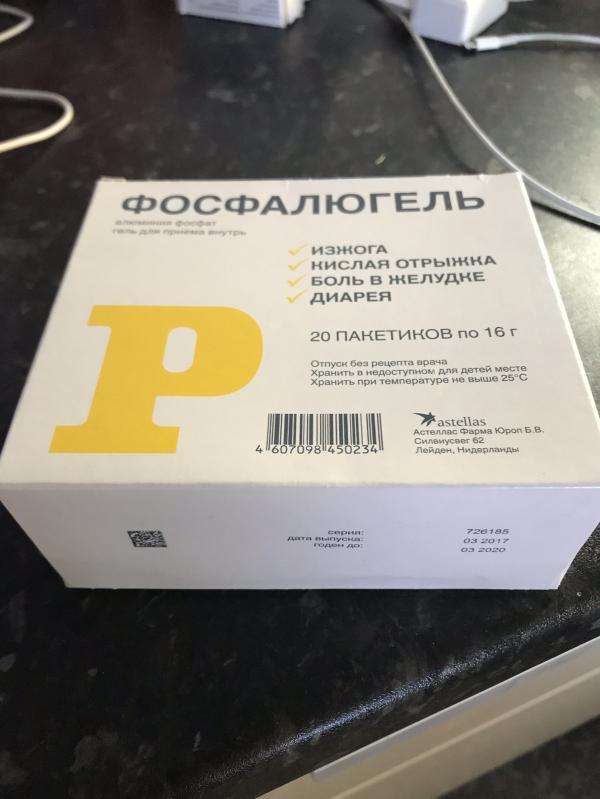 ФОСФАЛЮГЕЛЬ
алюминия фосфат
гель для приема внутрь
ИЗЖОГА
КИСЛАЯ ОТРЫЖКА
БОЛЬ В ЖЕЛУДКЕ
ДИАРЕЯ
20 ПАКЕТИКОВ по 16 г
Отпуск без рецепта врача
Хранить в недоступном для детей месте
Хранить при температуре не выше 25°С
P
4 607098 450234
astellas
Астеллас Фарма Юроп Б.В.
Силвиусвег 62
Лейден, Нидерланды
серия: 726185
дата выпуска: 03 2017
годен до: 03 2020